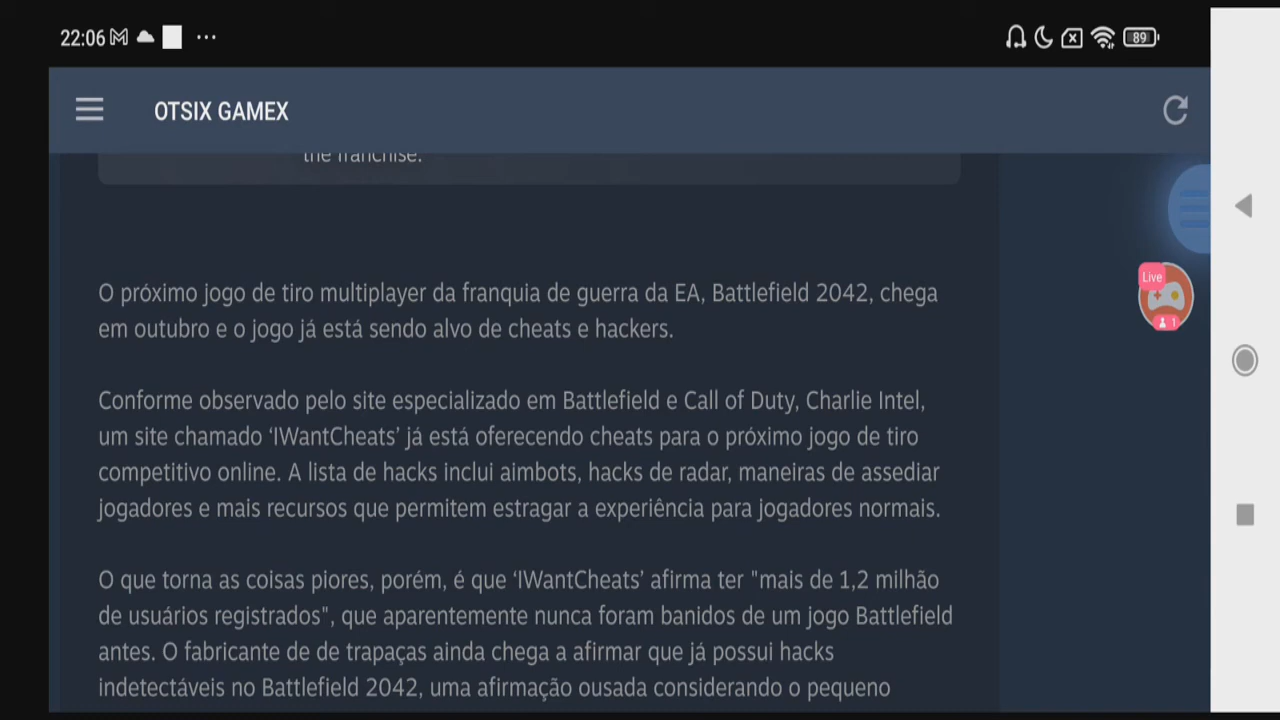 22:06
89
OTSIX GAMEX
the franchise.
O próximo jogo de tiro multiplayer da franquia de guerra da EA, Battlefield 2042, chega
em outubro e o jogo já está sendo alvo de cheats e hackers.
Live
1
Conforme observado pelo site especializado em Battlefield e Call of Duty, Charlie Intel,
um site chamado ‘IWantCheats’ já está oferecendo cheats para o próximo jogo de tiro
competitivo online. A lista de hacks inclui aimbots, hacks de radar, maneiras de assediar
jogadores e mais recursos que permitem estragar a experiência para jogadores normais.
O que torna as coisas piores, porém, é que ‘IWantCheats’ afirma ter "mais de 1,2 milhão
de usuários registrados", que aparentemente nunca foram banidos de um jogo Battlefield
antes. O fabricante de de trapaças ainda chega a afirmar que já possui hacks
indetectáveis no Battlefield 2042, uma afirmação ousada considerando o pequeno